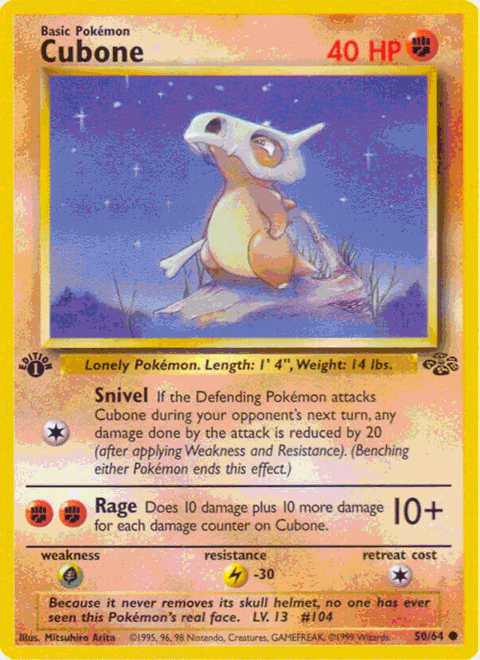 Basic Pokémon
Cubone
40 HP
EDITION
1
Lonely Pokémon. Length: 1' 4", Weight: 14 lbs.
Snivel If the Defending Pokémon attacks
Cubone during your opponent's next turn, any
damage done by the attack is reduced by 20
(after applying Weakness and Resistance). (Benching
either Pokémon ends this effect.)
Rage Does 10 damage plus 10 more damage
for each damage counter on Cubone.
10+
weakness
resistance
retreat cost
-30
Because it never removes its skull helmet, no one has ever
seen this Pokémon's real face. LV. 13 #104
Illus. Mitsuhiro Arita ©1995, 96, 98 Nintendo, Creatures, GAMEFREAK. ©1999 Wizards. 50/64